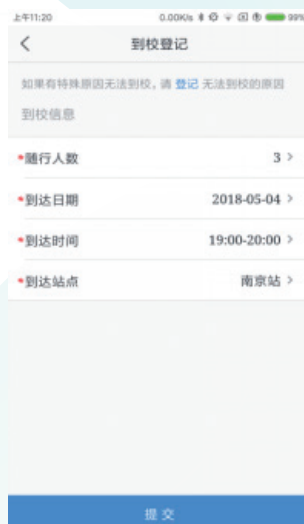 上午11:20 0.00K/s 99%
到校登记
如果有特殊原因无法到校，请 登记 无法到校的原因
到校信息
*随行人数 3 >
*到达日期 2018-05-04 >
*到达时间 19:00-20:00 >
*到达站点 南京站 >
提交